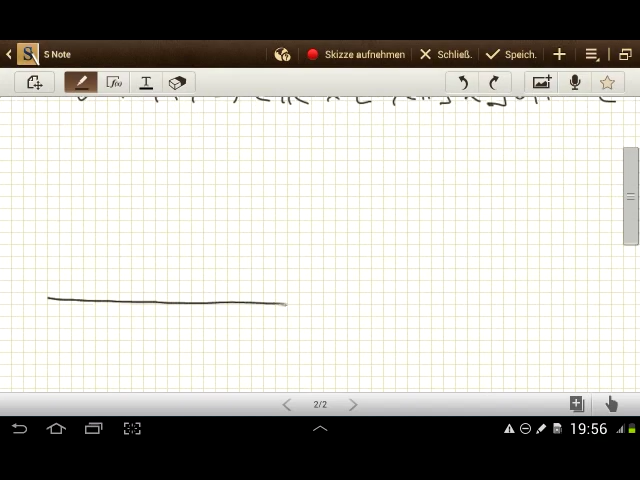 S Note
Skizze aufnehmen
Schließ.
Speich.
f(x)
T
2/2
19:56